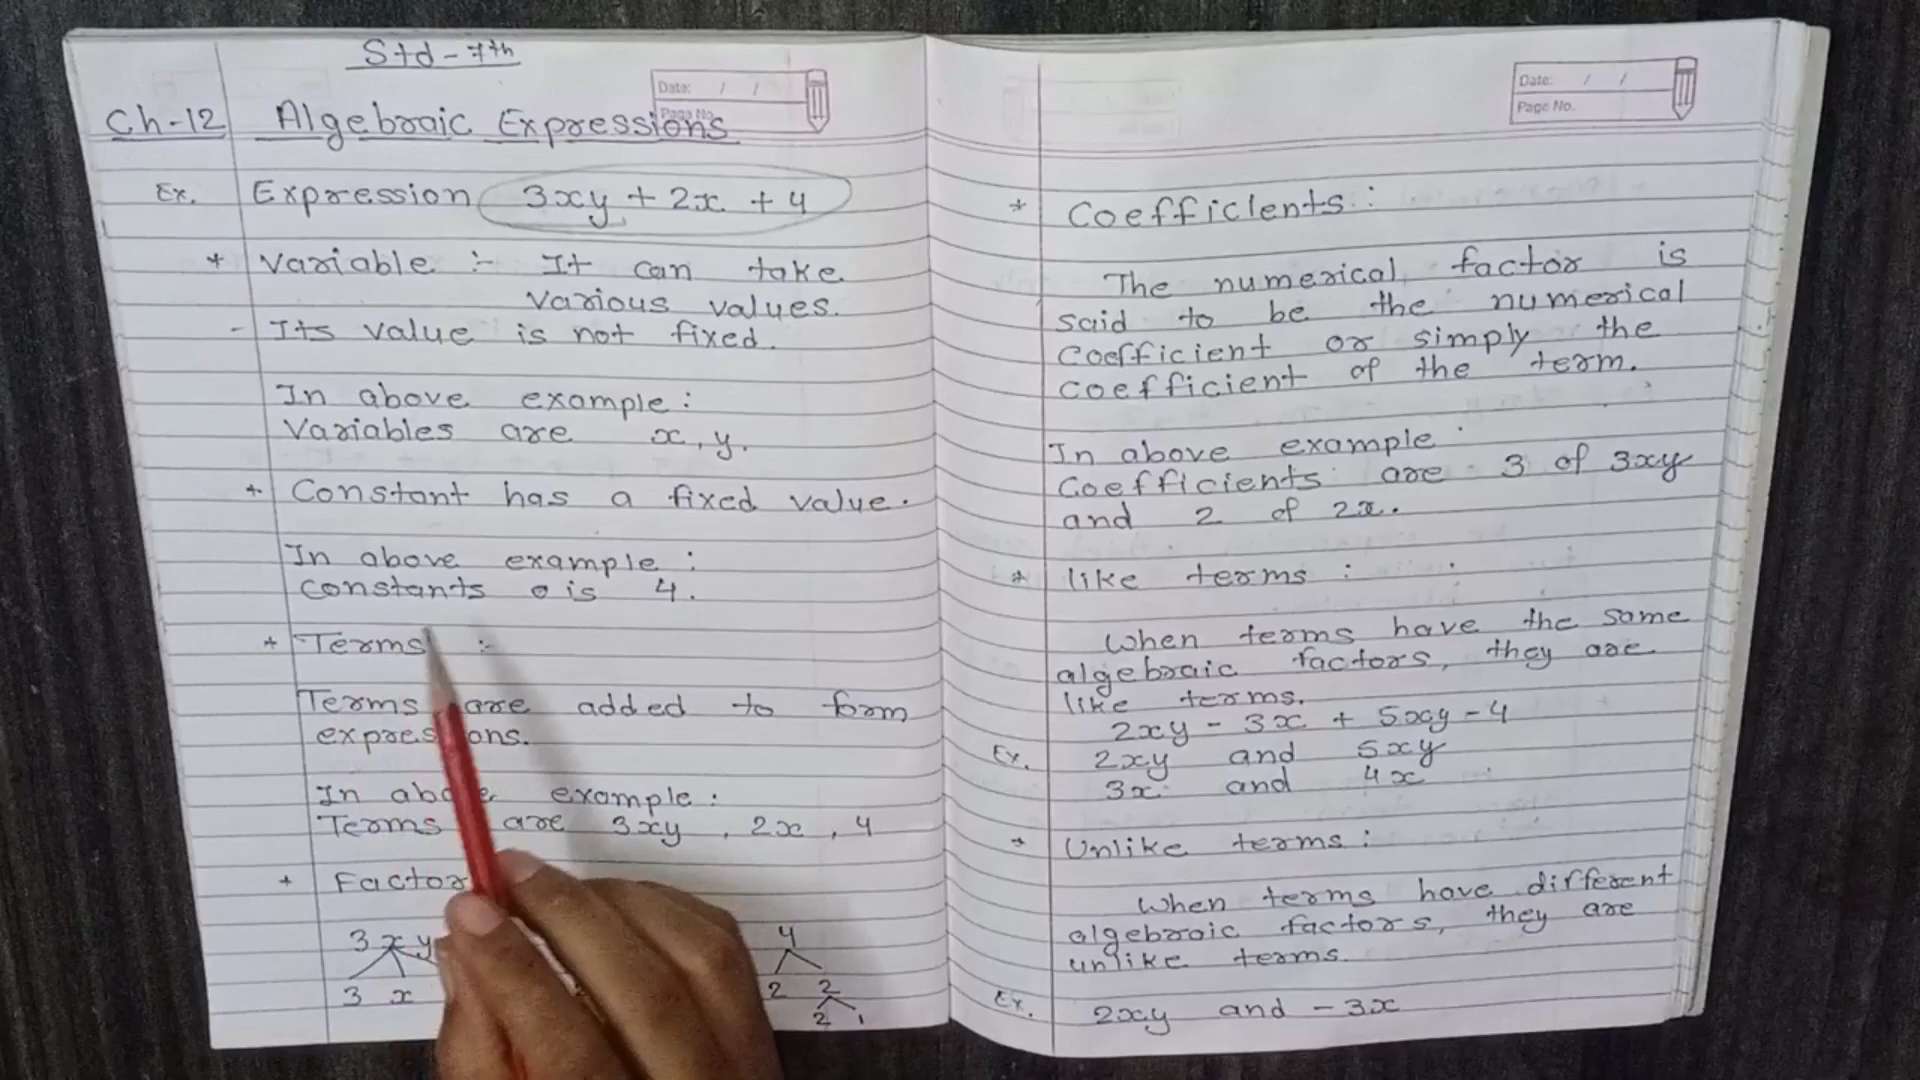 Std - 7th
Date: / /
Page No.
Ch-12 Algebraic Expressions
Ex. Expression 3xy + 2x + 4
* Variable :- It can take
various values.
- Its value is not fixed.
In above example:
Variables are x, y.
* Constant has a fixed value.
In above example :
Constants is 4.
* Terms :-
Terms are added to form
expres ons.
In above example :
Terms are 3xy , 2x , 4
* Factor
3xy 4
3 x 2 2
2 1
Date: / /
Page No.
* Coefficients :
The numerical factor is
said to be the numerical
Coefficient or simply the
coefficient of the term.
In above example
Coefficients are 3 of 3xy
and 2 of 2x.
* like terms :
When terms have the same
algebraic factors, they are
like terms.
2xy - 3x + 5xy - 4
Ex. 2xy and 5xy
3x and 4x
* Unlike terms :
When terms have different
algebraic factors, they are
unlike terms.
Ex. 2xy and - 3x